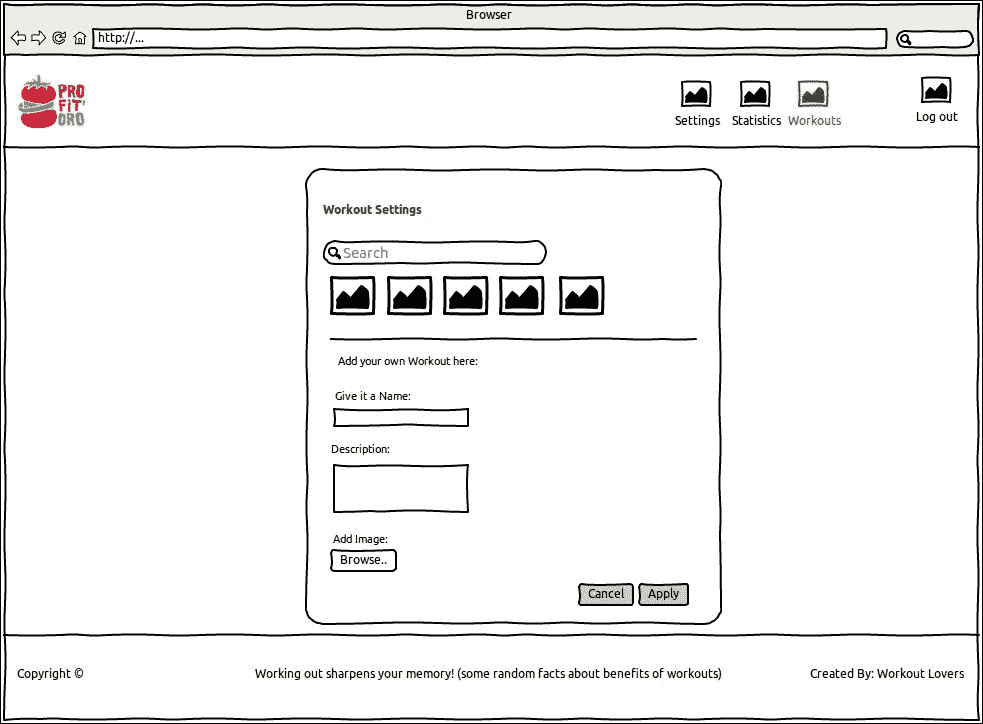 Browser
http://...
PRO
FiT'
ORO
Settings
Statistics
Workouts
Log out
Workout Settings
Search
Add your own Workout here:
Give it a Name:
Description:
Add Image:
Browse..
Cancel
Apply
Copyright ©
Working out sharpens your memory! (some random facts about benefits of workouts)
Created By: Workout Lovers